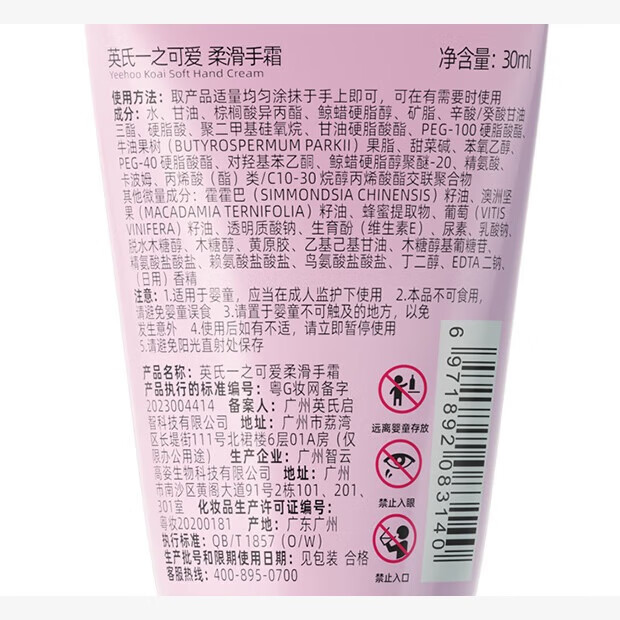 英氏一之可爱 柔滑手霜
Yeehoo Koai Soft Hand Cream
净含量: 30ml
使用方法: 取产品适量均匀涂抹于手上即可, 可在有需要时使用
成分: 水、甘油、棕榈酸异丙酯、鲸蜡硬脂醇、矿脂、辛酸/癸酸甘油
三酯、硬脂酸、聚二甲基硅氧烷、甘油硬脂酸酯、PEG-100 硬脂酸酯、
牛油果树 (BUTYROSPERMUM PARKII) 果脂、甜菜碱、苯氧乙醇、
PEG-40 硬脂酸酯、对羟基苯乙酮、鲸蜡硬脂醇聚醚-20、精氨酸、
卡波姆、丙烯酸 (酯) 类/C10-30 烷醇丙烯酸酯交联聚合物
其他微量成分: 霍霍巴 (SIMMONDSIA CHINENSIS) 籽油、澳洲坚
果 (MACADAMIA TERNIFOLIA) 籽油、蜂蜜提取物、葡萄 (VITIS
VINIFERA) 籽油、透明质酸钠、生育酚 (维生素E) 、尿素、乳酸钠、
脱水木糖醇、木糖醇、黄原胶、乙基己基甘油、木糖醇基葡糖苷、
精氨酸盐酸盐、赖氨酸盐酸盐、鸟氨酸盐酸盐、丁二醇、EDTA 二钠、
(日用) 香精
注意: 1.适用于婴童, 应当在成人监护下使用 2.本品不可食用,
请避免婴童误食 3.请置于婴童不可触及的地方, 以免
发生意外 4.使用后如有不适, 请立即暂停使用
5.请避免阳光直射处保存
产品名称: 英氏一之可爱柔滑手霜
产品执行的标准编号: 粤G妆网备字
2023004414 备案人: 广州英氏启
智科技有限公司 地址: 广州市荔湾
区长堤街111号北裙楼6层01A房 (仅
限办公用途) 生产企业: 广州智云
高姿生物科技有限公司 地址: 广州
市南沙区黄阁大道91号2栋101、201、
301室 化妆品生产许可证编号:
粤妆20200181 产地: 广东广州
执行标准: QB/T 1857 (O/W)
生产批号和限期使用日期: 见包装 合格
客服热线: 400-895-0700
远离婴童存放
禁止入眼
禁止入口
6 971892 083140